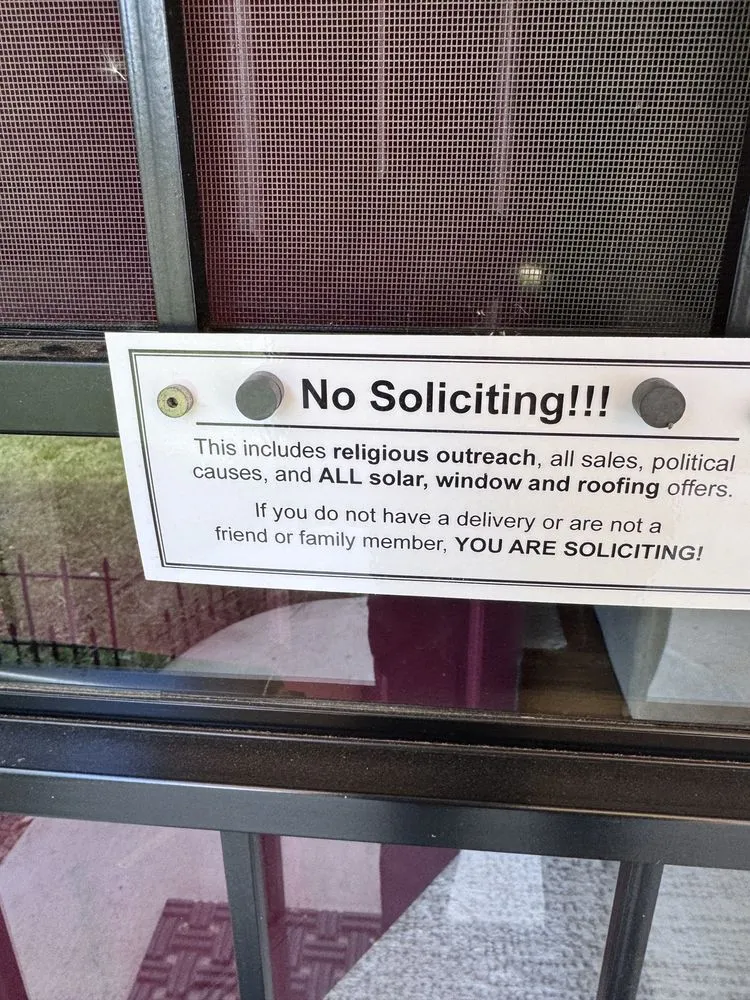 No Soliciting!!!
This includes religious outreach, all sales, political
causes, and ALL solar, window and roofing offers.
If you do not have a delivery or are not a
friend or family member, YOU ARE SOLICITING!